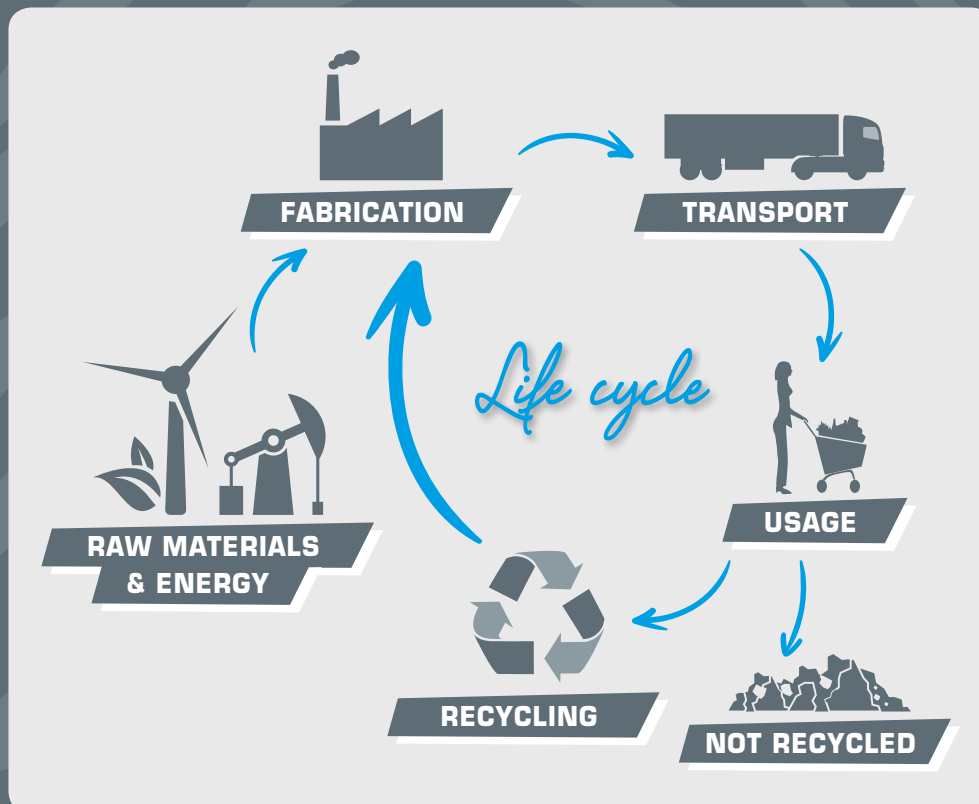 FABRICATION
TRANSPORT
Life cycle
USAGE
RAW MATERIALS
& ENERGY
RECYCLING
NOT RECYCLED